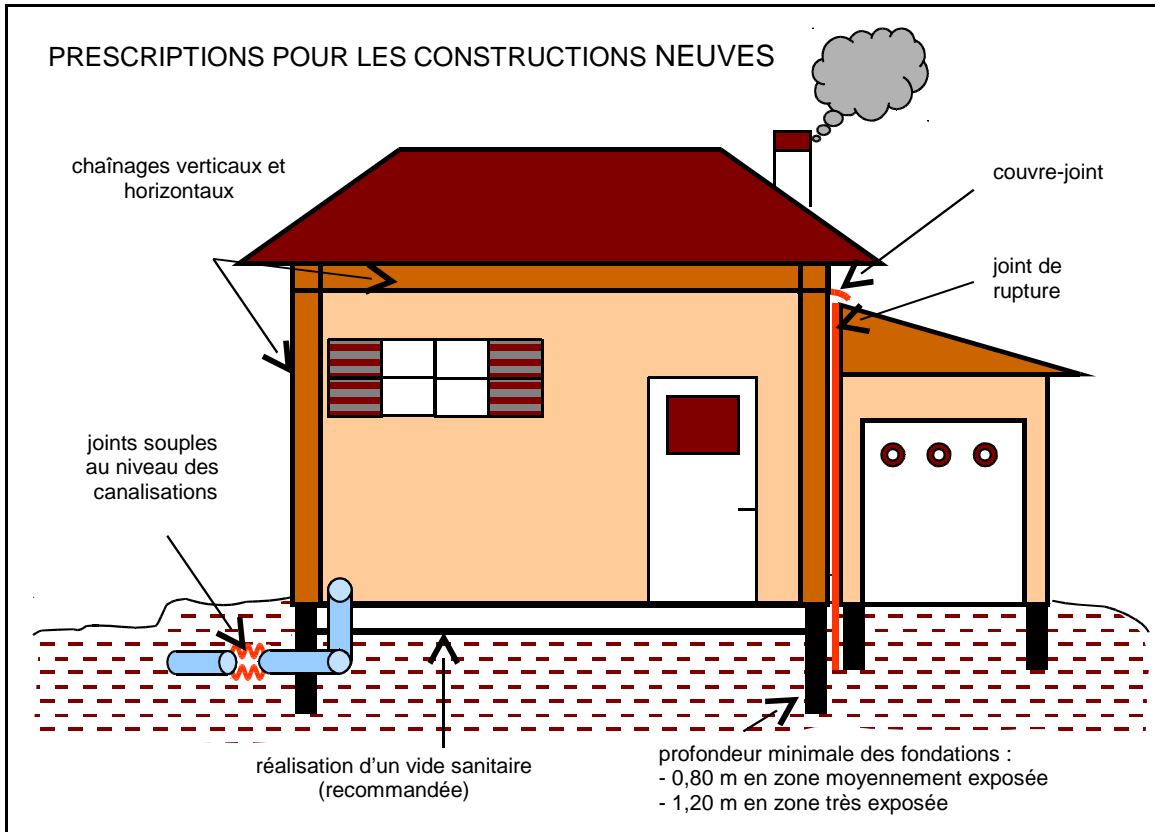 PRESCRIPTIONS POUR LES CONSTRUCTIONS NEUVES
chaînages verticaux et
horizontaux
couvre-joint
joint de
rupture
joints souples
au niveau des
canalisations
réalisation d'un vide sanitaire
(recommandée)
profondeur minimale des fondations :
- 0,80 m en zone moyennement exposée
- 1,20 m en zone très exposée